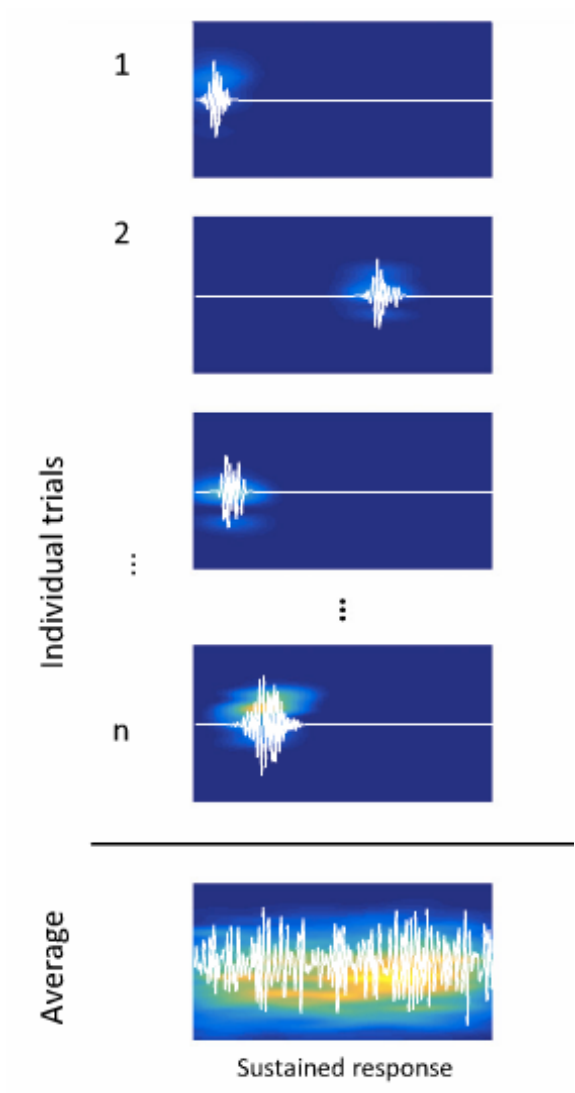 1
2
Individual trials
...
...
n
Average
Sustained response